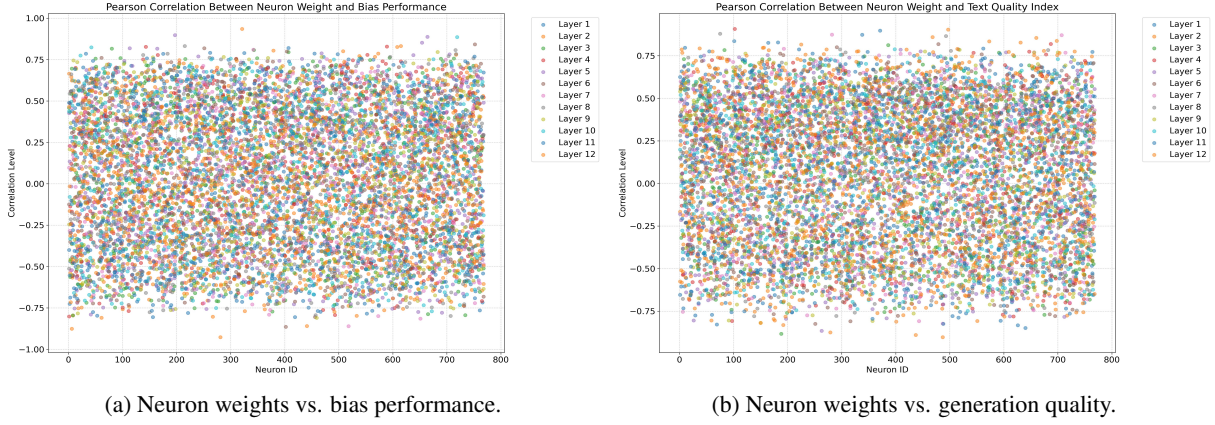 Pearson Correlation Between Neuron Weight and Bias Performance
1.00
0.75
0.50
0.25
0.00
−0.25
−0.50
−0.75
−1.00
Correlation Level
0 100 200 300 400 500 600 700 800
Neuron ID
Layer 1
Layer 2
Layer 3
Layer 4
Layer 5
Layer 6
Layer 7
Layer 8
Layer 9
Layer 10
Layer 11
Layer 12
(a) Neuron weights vs. bias performance.
Pearson Correlation Between Neuron Weight and Text Quality Index
0.75
0.50
0.25
0.00
−0.25
−0.50
−0.75
Correlation Level
0 100 200 300 400 500 600 700 800
Neuron ID
Layer 1
Layer 2
Layer 3
Layer 4
Layer 5
Layer 6
Layer 7
Layer 8
Layer 9
Layer 10
Layer 11
Layer 12
(b) Neuron weights vs. generation quality.